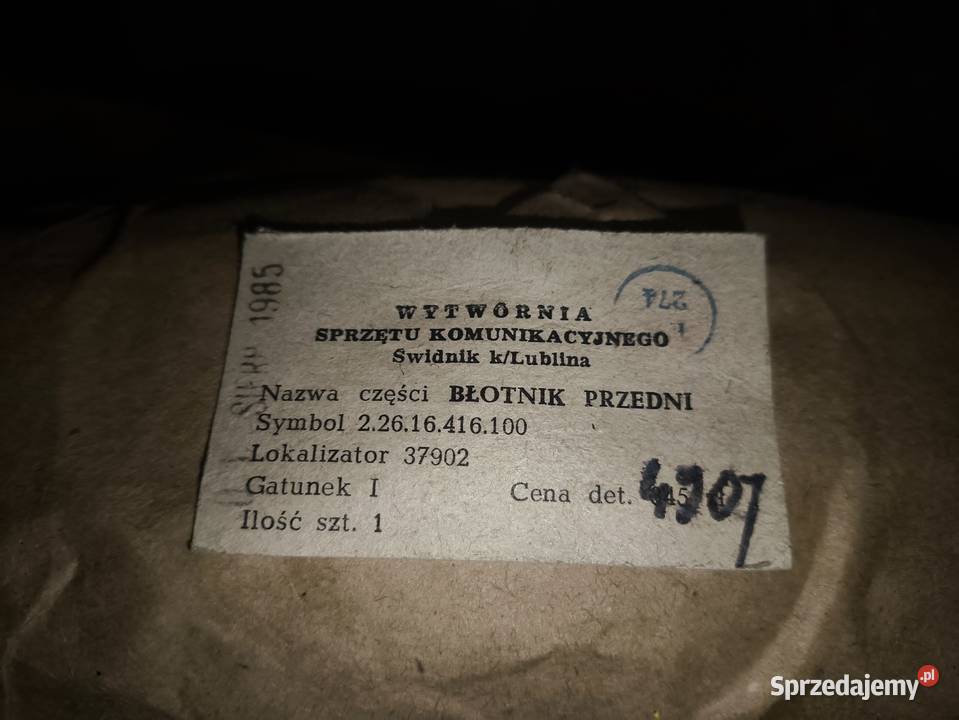 1985
274
WYTWÓRNIA
SPRZĘTU KOMUNIKACYJNEGO
Świdnik k/Lublina
Nazwa części BŁOTNIK PRZEDNI
Symbol 2.26.16.416.100
Lokalizator 37902
Gatunek I
Cena det.
Ilość szt. 1
Sprzedajemy.pl